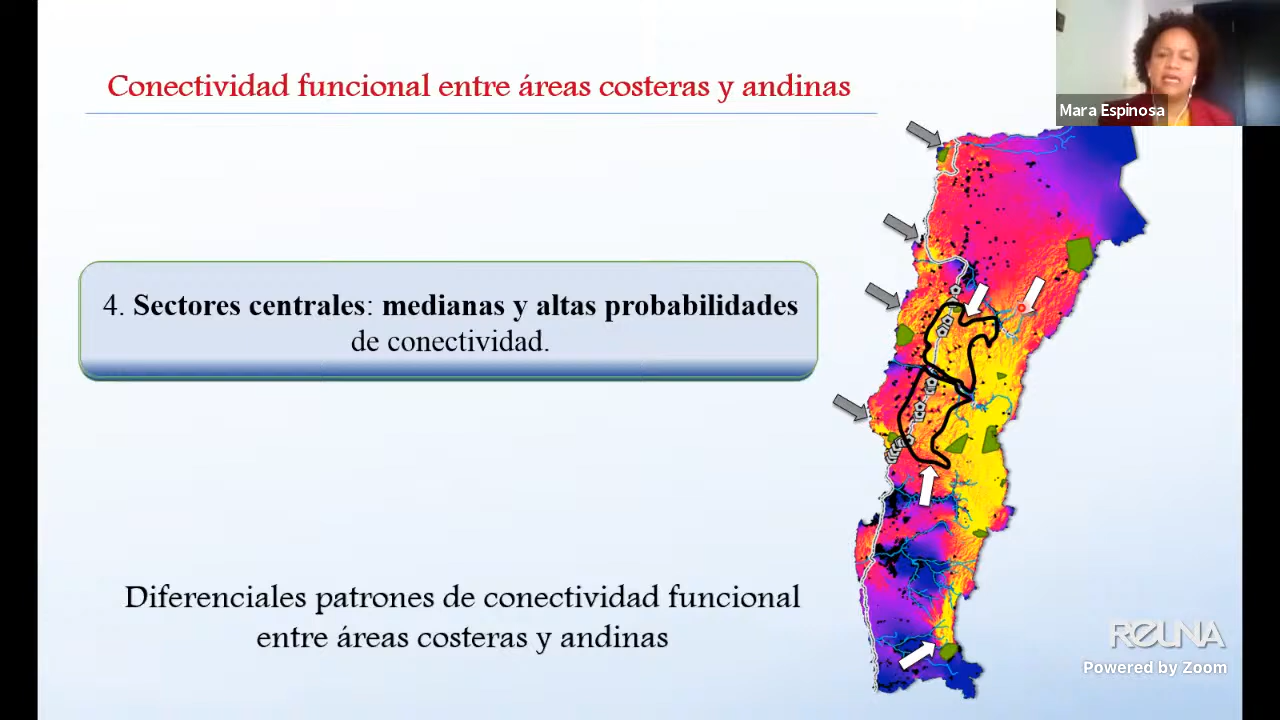 Conectividad funcional entre áreas costeras y andinas
Mara Espinosa
4. Sectores centrales: medianas y altas probabilidades
de conectividad.
Diferenciales patrones de conectividad funcional
entre áreas costeras y andinas
REUNA
Powered by Zoom